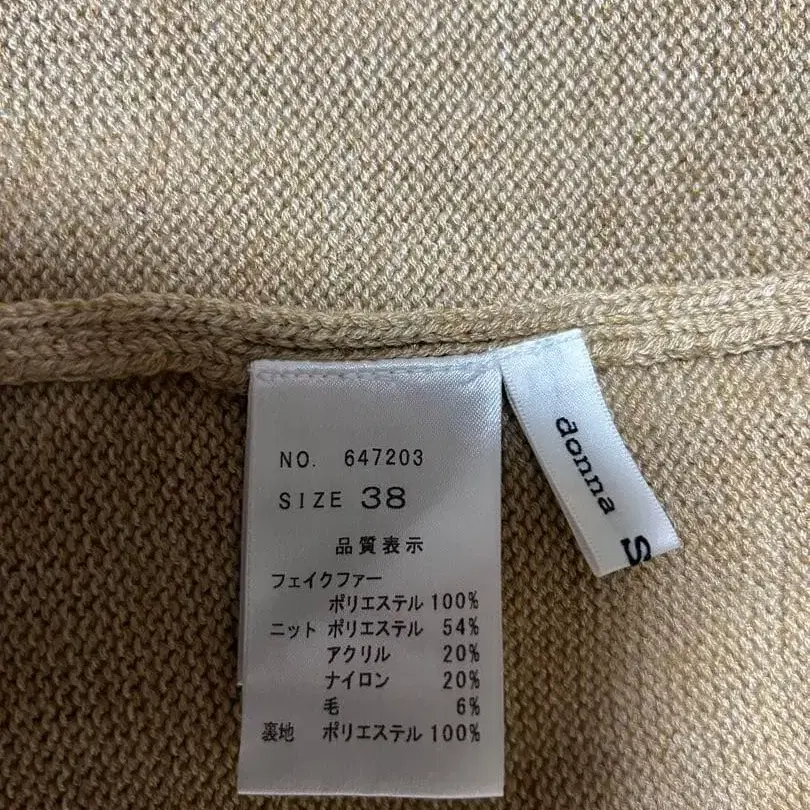 NO. 647203
SIZE 38
品質表示
フェイクファー
ポリエステル 100%
ニット ポリエステル 54%
アクリル 20%
ナイロン 20%
毛 6%
裏地 ポリエステル 100%
donna
S